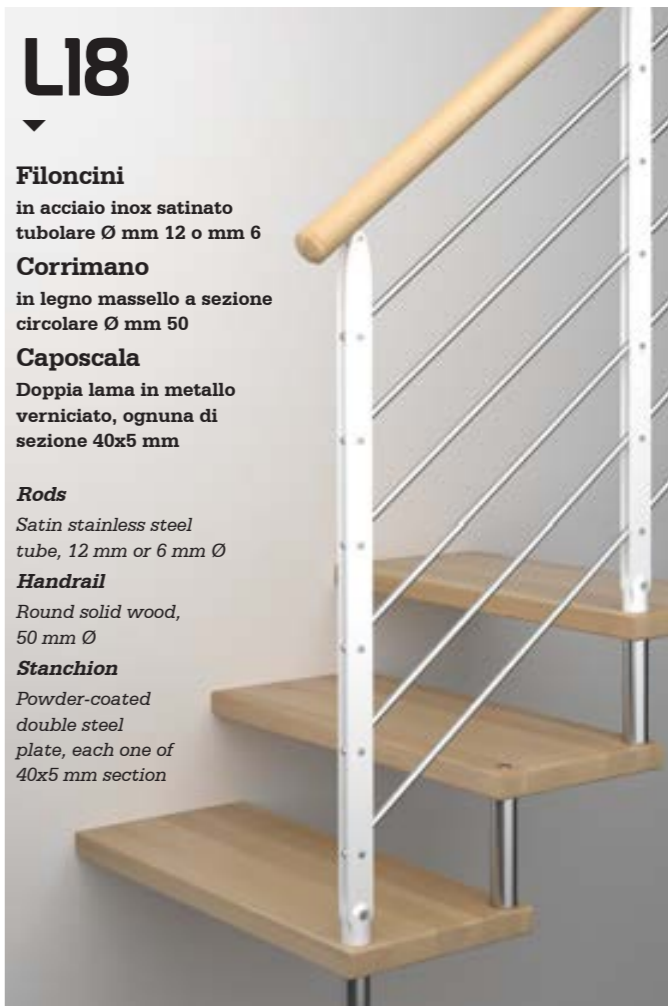 L18
Filoncini
in acciaio inox satinato
tubolare Ø mm 12 o mm 6
Corrimano
in legno massello a sezione
circolare Ø mm 50
Caposcala
Doppia lama in metallo
verniciato, ognuna di
sezione 40x5 mm
Rods
Satin stainless steel
tube, 12 mm or 6 mm Ø
Handrail
Round solid wood,
50 mm Ø
Stanchion
Powder-coated
double steel
plate, each one of
40x5 mm section